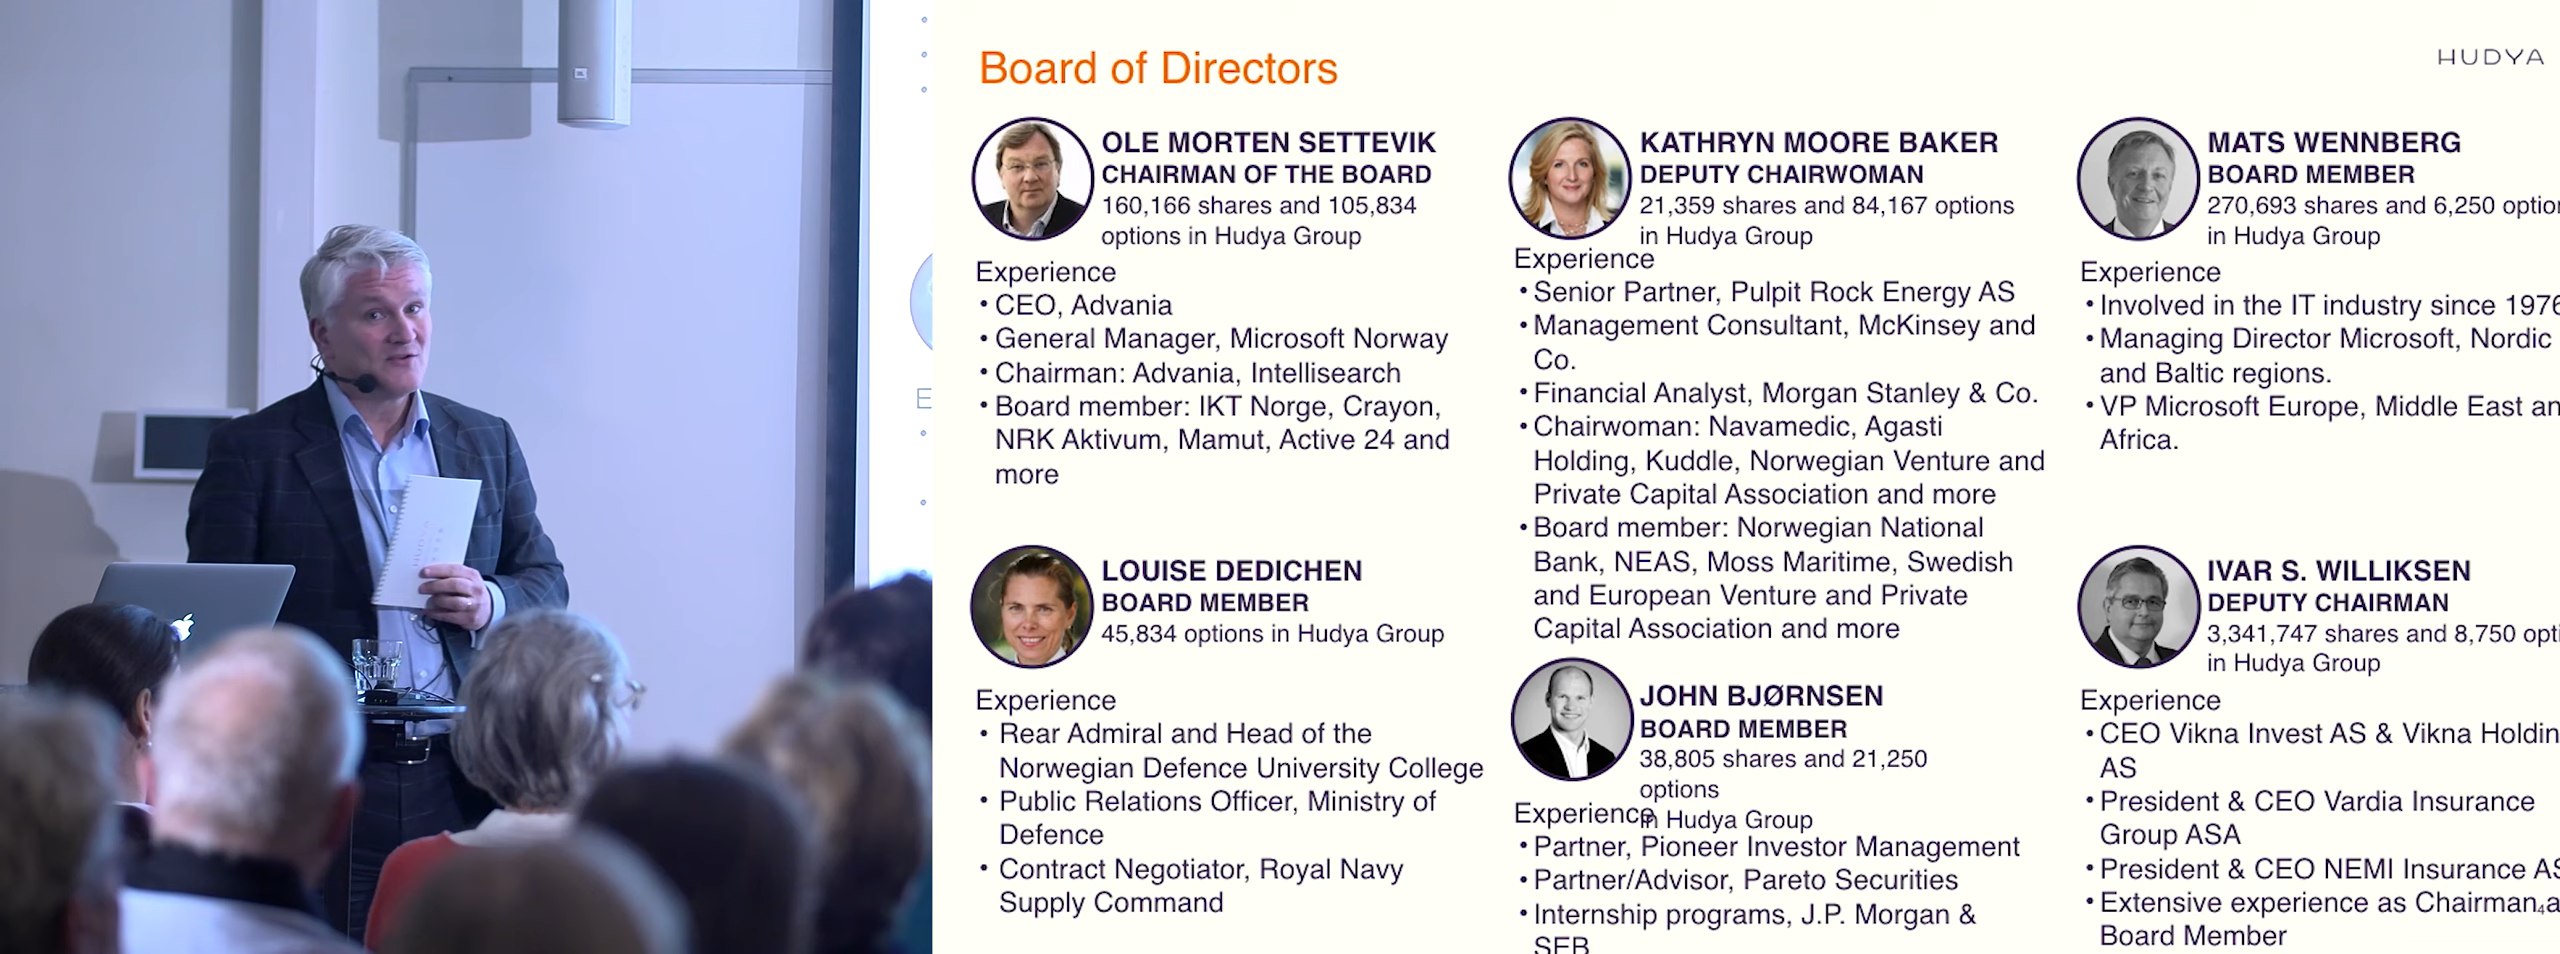 Board of Directors
HUDYA
OLE MORTEN SETTEVIK
CHAIRMAN OF THE BOARD
160,166 shares and 105,834
options in Hudya Group
Experience
• CEO, Advania
• General Manager, Microsoft Norway
• Chairman: Advania, Intellisearch
• Board member: IKT Norge, Crayon,
NRK Aktivum, Mamut, Active 24 and
more
LOUISE DEDICHEN
BOARD MEMBER
45,834 options in Hudya Group
Experience
• Rear Admiral and Head of the
Norwegian Defence University College
• Public Relations Officer, Ministry of
Defence
• Contract Negotiator, Royal Navy
Supply Command
KATHRYN MOORE BAKER
DEPUTY CHAIRWOMAN
21,359 shares and 84,167 options
in Hudya Group
Experience
• Senior Partner, Pulpit Rock Energy AS
• Management Consultant, McKinsey and
Co.
• Financial Analyst, Morgan Stanley & Co.
• Chairwoman: Navamedic, Agasti
Holding, Kuddle, Norwegian Venture and
Private Capital Association and more
• Board member: Norwegian National
Bank, NEAS, Moss Maritime, Swedish
and European Venture and Private
Capital Association and more
JOHN BJØRNSEN
BOARD MEMBER
38,805 shares and 21,250
options
in Hudya Group
Experience
• Partner, Pioneer Investor Management
• Partner/Advisor, Pareto Securities
• Internship programs, J.P. Morgan &
SEB
MATS WENNBERG
BOARD MEMBER
270,693 shares and 6,250
in Hudya Group
Experience
• Involved in the IT industry since 1976
• Managing Director Microsoft, Nordic
and Baltic regions.
• VP Microsoft Europe, Middle East
Africa.
IVAR S. WILLIKSEN
DEPUTY CHAIRMAN
3,341,747 shares and 8,750
in Hudya Group
Experience
• CEO Vikna Invest AS & Vikna
AS
• President & CEO Vardia Insurance
Group ASA
• President & CEO NEMI Insurance
• Extensive experience as Chairman
Board Member
4